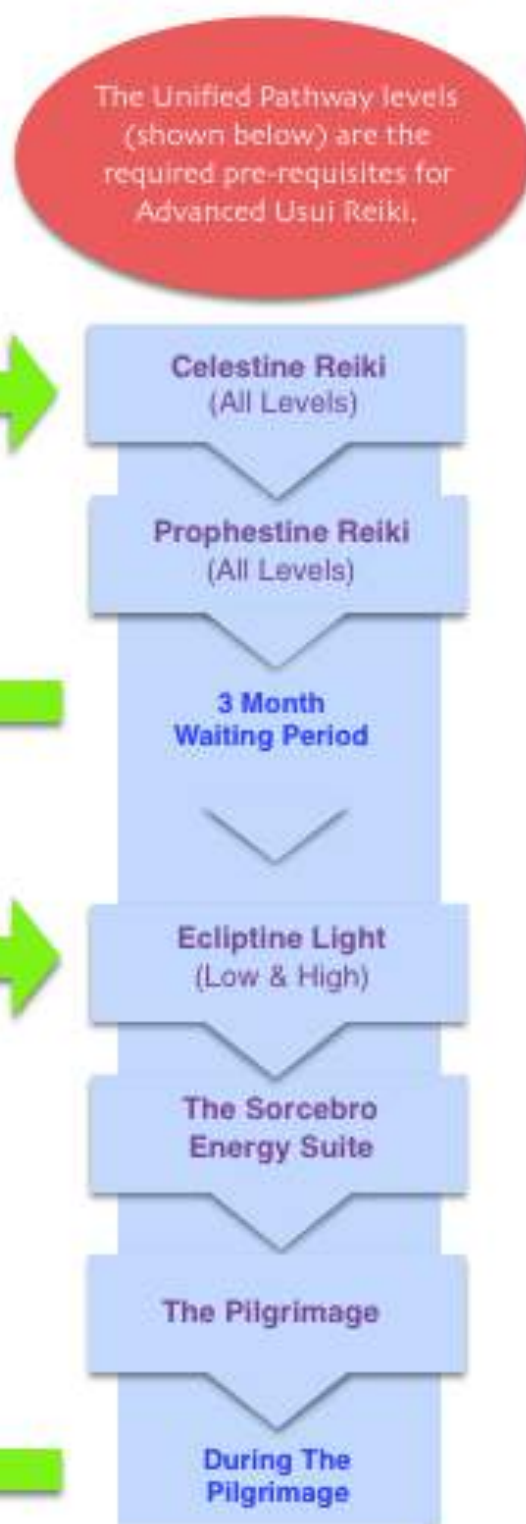 The Unified Pathway levels
(shown below) are the
required pre-requisites for
Advanced Usui Reiki.
Celestine Reiki
(All Levels)
Prophestine Reiki
(All Levels)
3 Month
Waiting Period
Ecliptine Light
(Low & High)
The Sorcebro
Energy Suite
The Pilgrimage
During The
Pilgrimage